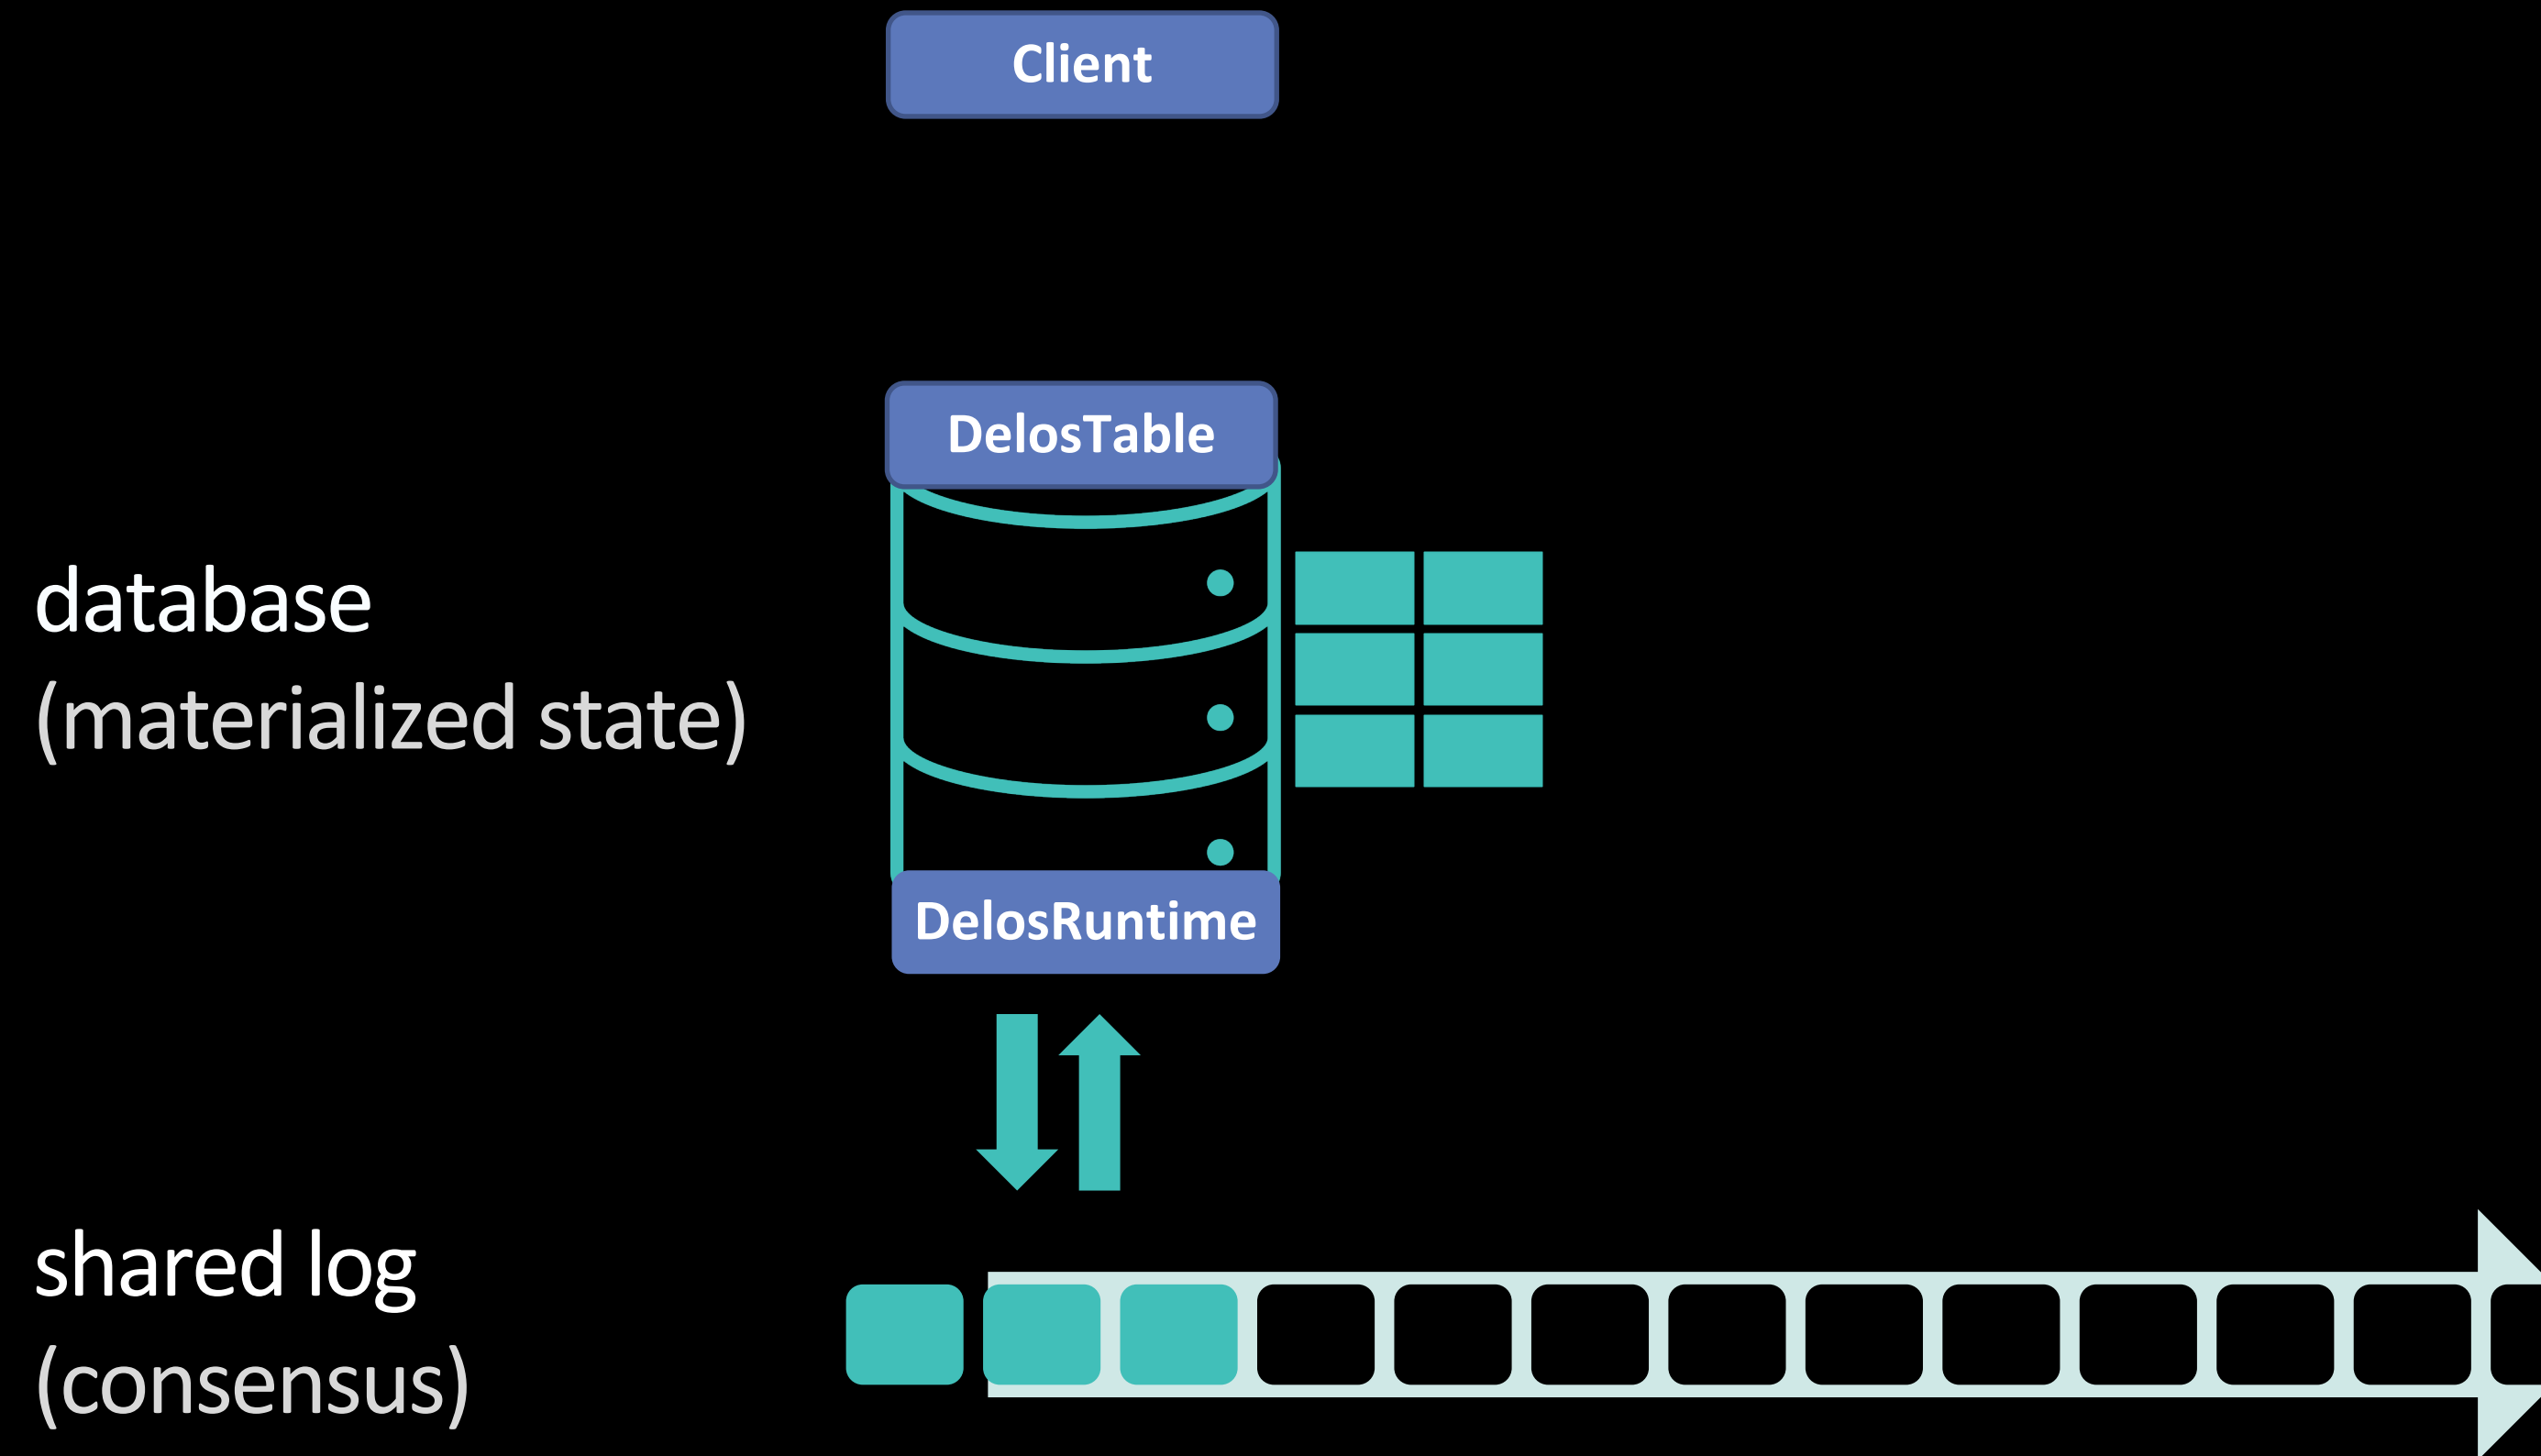 Client
DelosTable
database
(materialized state)
DelosRuntime
shared log
(consensus)